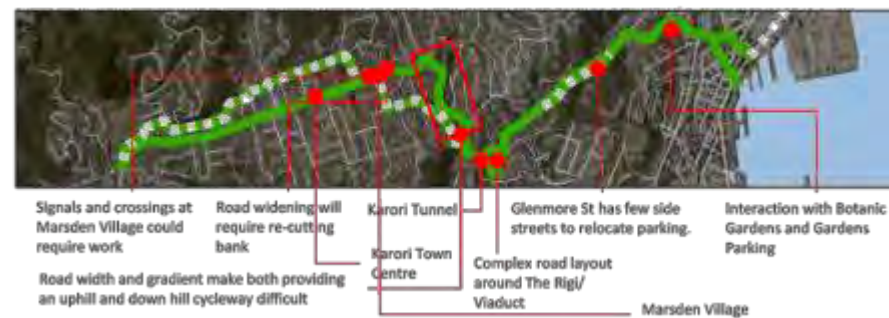 Signals and crossings at
Marsden Village could
require work
Road widening will
require re-cutting
bank
Karori Tunnel
Glenmore St has few side
streets to relocate parking.
Interaction with Botanic
Gardens and Gardens
Parking
Karori Town
Centre
Road width and gradient make both providing
an uphill and down hill cycleway difficult
Complex road layout
around The Rigi/
Viaduct
Marsden Village